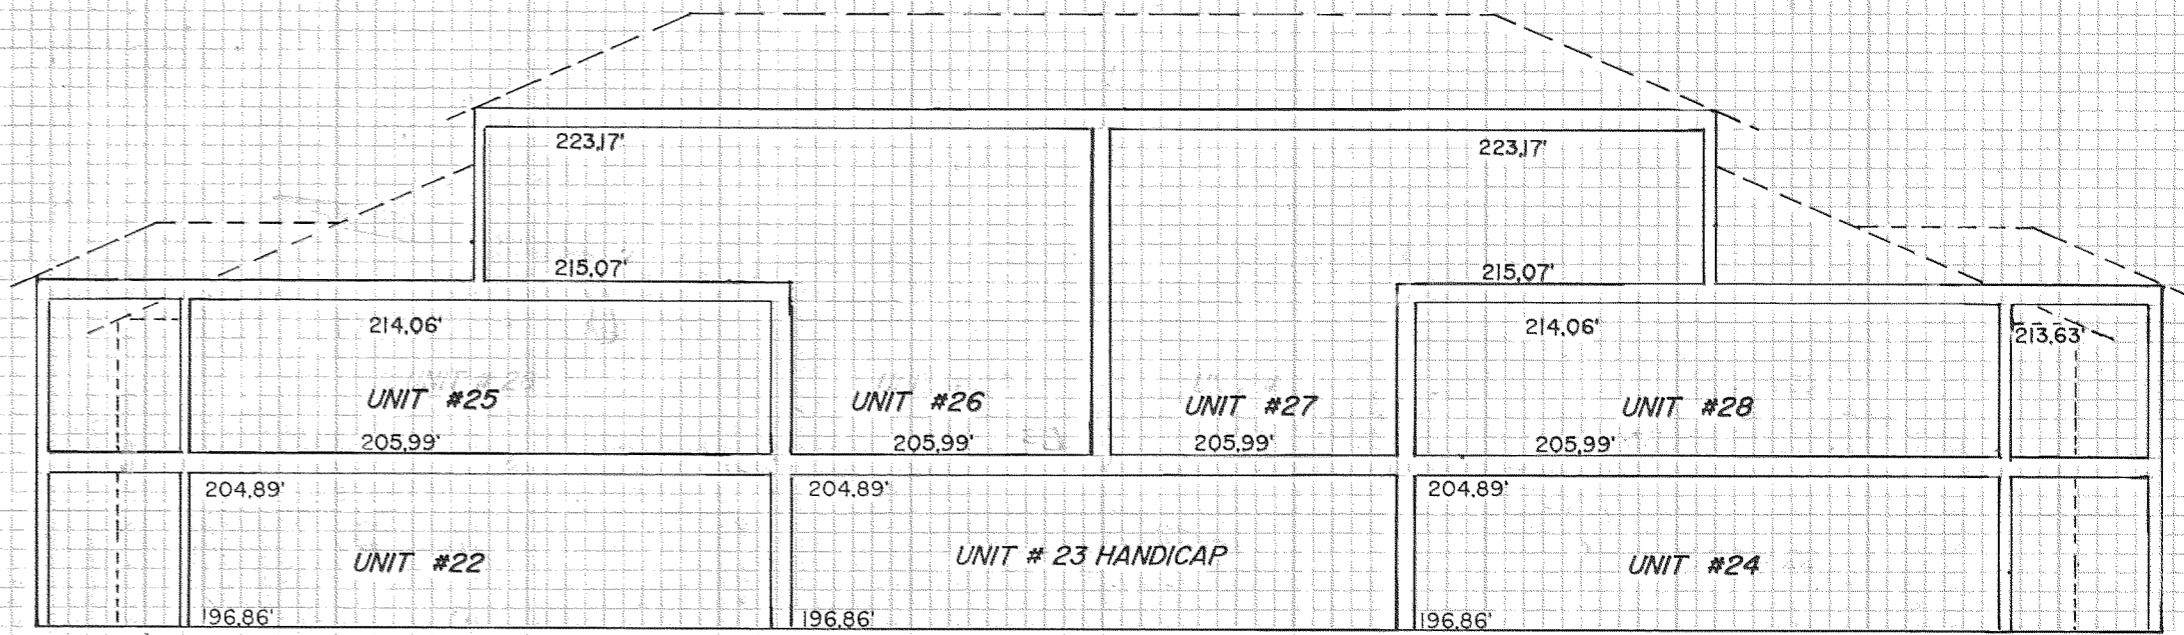 223.17' 223.17'
215.07' 215.07'
214.06' 214.06' 213.63'
UNIT #25 UNIT #26 UNIT #27 UNIT #28
205.99' 205.99' 205.99' 205.99'
204.89' 204.89' 204.89'
UNIT #22 UNIT # 23 HANDICAP UNIT #24
196.86' 196.86' 196.86'